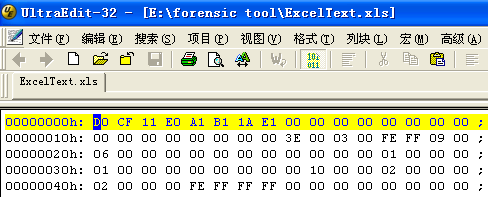 UltraEdit-32 - [E:\forensic tool\ExcelText.xls]
文件(F) 编辑(E) 搜索(S) 项目(P) 视图(V) 格式(T) 列块(L) 宏(M) 高级(A)
ExcelText.xls
00000000h: D0 CF 11 E0 A1 B1 1A E1 00 00 00 00 00 00 00 00 ;
00000010h: 00 00 00 00 00 00 00 00 3E 00 03 00 FE FF 09 00 ;
00000020h: 06 00 00 00 00 00 00 00 00 00 00 00 01 00 00 00 ;
00000030h: 01 00 00 00 00 00 00 00 00 10 00 00 02 00 00 00 ;
00000040h: 02 00 00 00 FE FF FF FF 00 00 00 00 00 00 00 00 ;